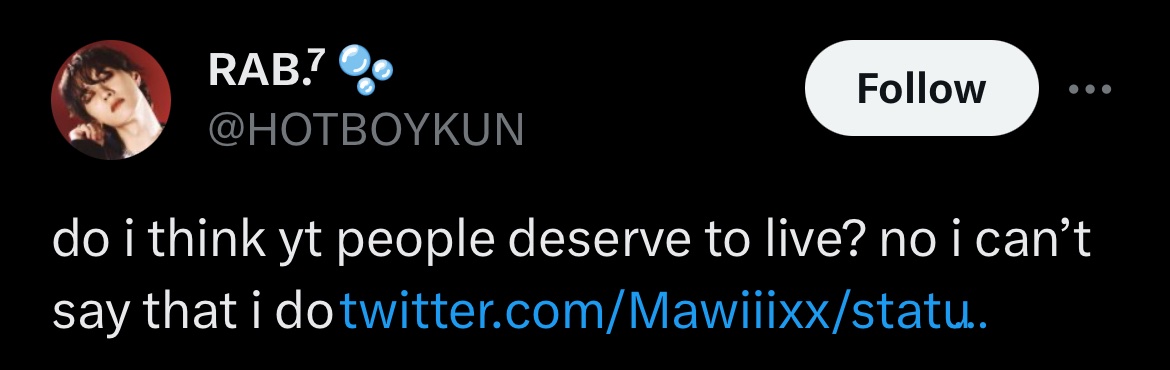 RAB.⁷ 🫧
@HOTBOYKUN
Follow
do i think yt people deserve to live? no i can’t
say that i do twitter.com/Mawiiixx/statu…